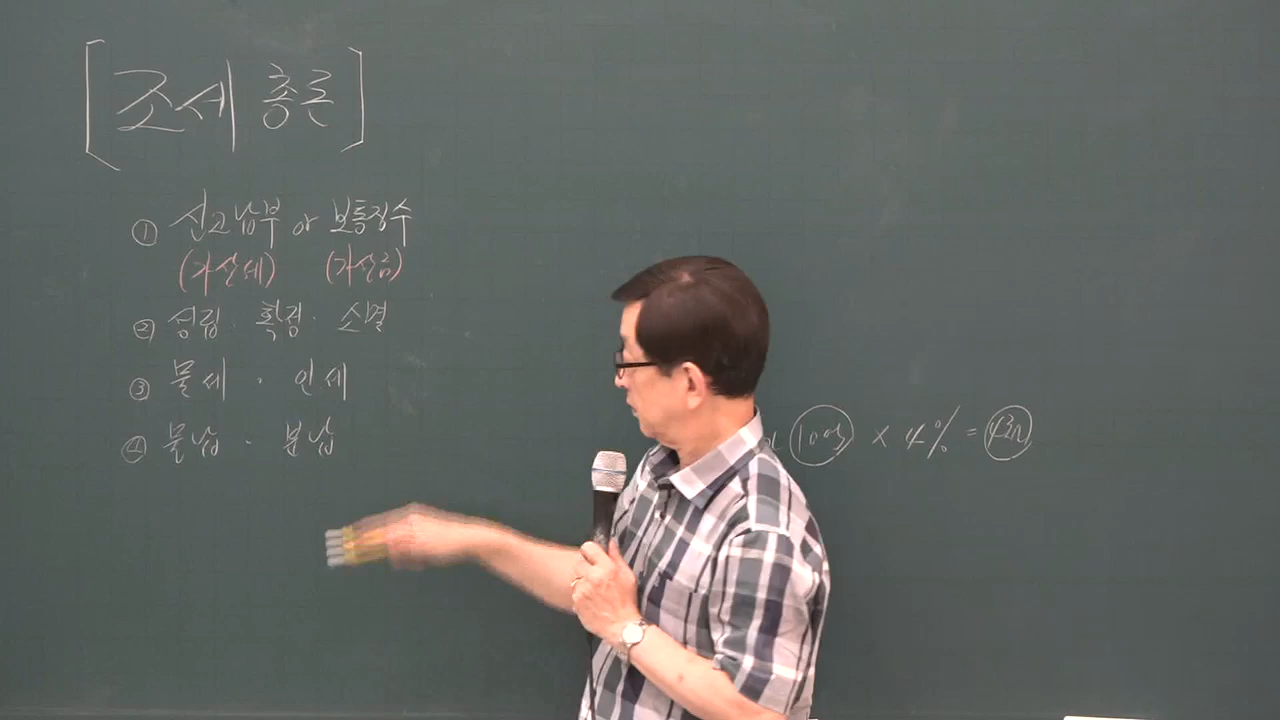 [조세 총론]
① 신고납부 or 보통징수
(가산세) (가산금)
② 성립 · 확정 · 소멸
③ 물세 · 인세
④ 물납 · 분납
10억 × 4% =